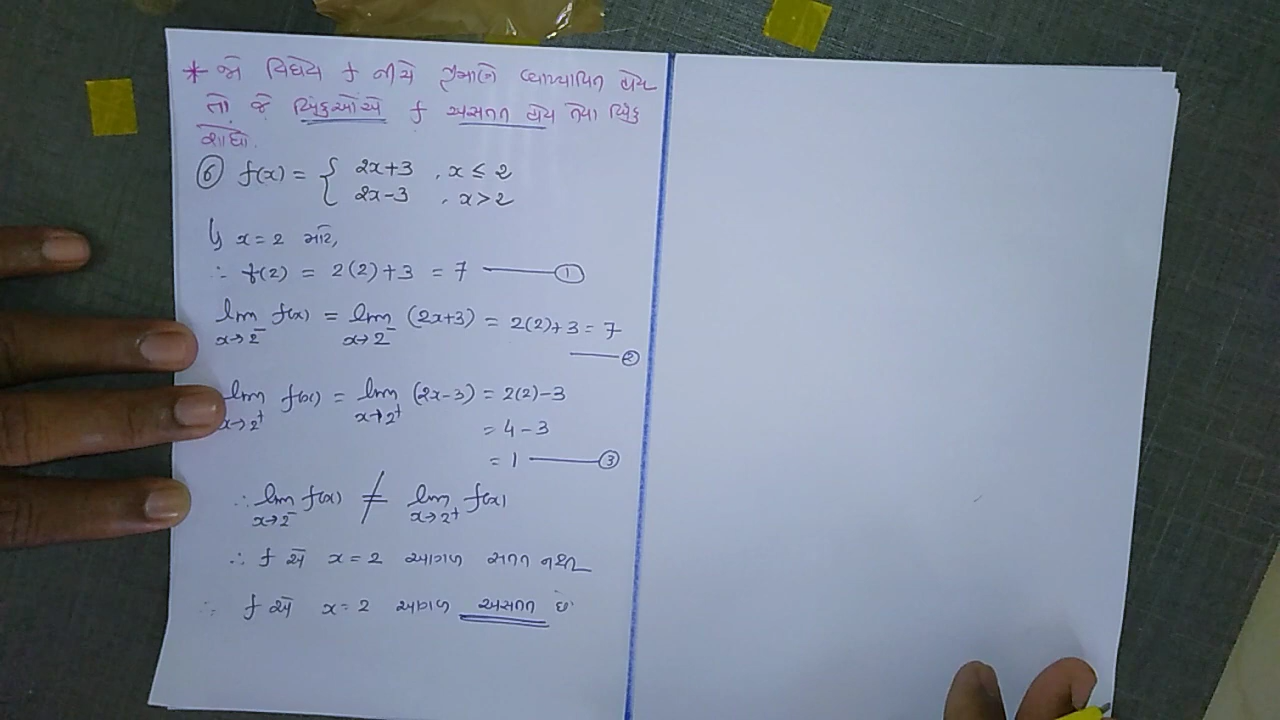 * જો વિધેય f નીચે પ્રમાણે વ્યાખ્યાયિત હોય
તો જે બિંદુઓએ f અસતત હોય તેવા બિંદુ
શોધો.
⑥ f(x) = { 2x+3 , x ≤ 2
2x-3 , x > 2
↳ x = 2 માટે,
∴ f(2) = 2(2)+3 = 7 —— ①
lim x→2⁻ f(x) = lim x→2⁻ (2x+3) = 2(2)+3 = 7
—— ②
lim x→2⁺ f(x) = lim x→2⁺ (2x-3) = 2(2)-3
= 4-3
= 1 —— ③
∴ lim x→2⁻ f(x) ≠ lim x→2⁺ f(x)
∴ f એ x = 2 આગળ સતત નથી
∴ f એ x = 2 આગળ અસતત છે